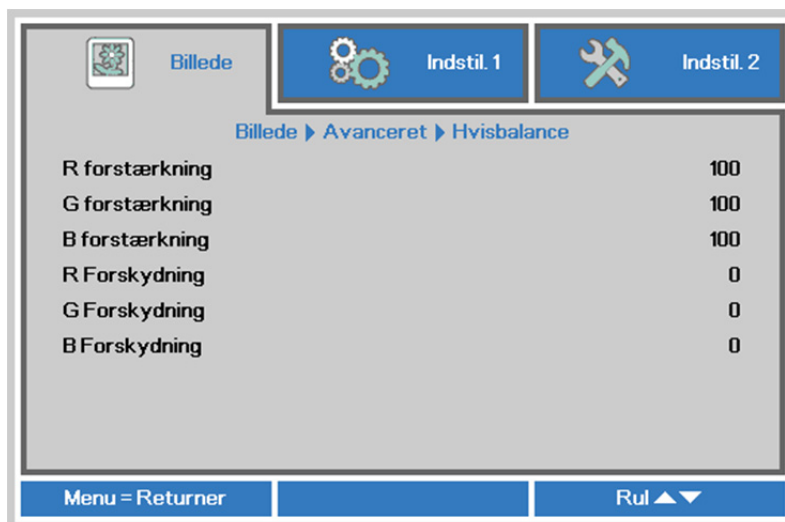 Billede Indstil. 1 Indstil. 2
Billede Avanceret Hvisbalance
R forstærkning 100
G forstærkning 100
B forstærkning 100
R Forskydning 0
G Forskydning 0
B Forskydning 0
Menu = Returner Rul